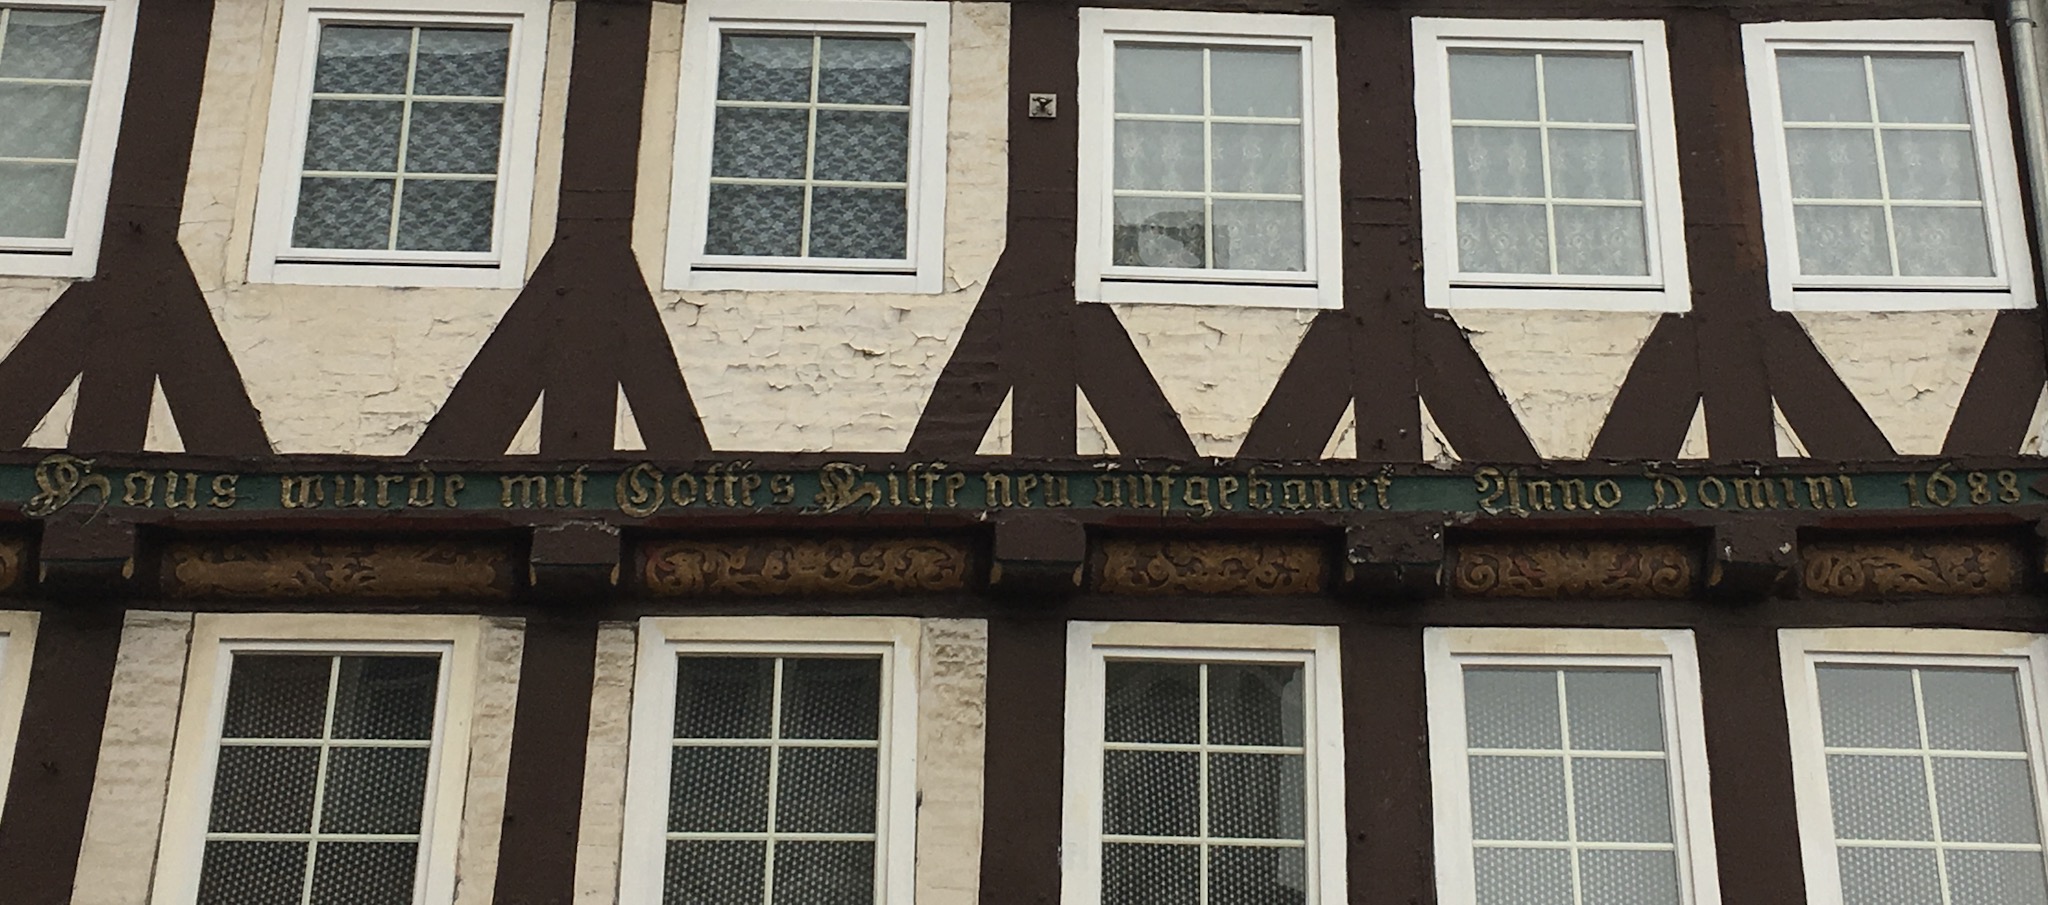 Haus wurde mit Gottes Hilfe neu aufgebauet Anno Domini 1688